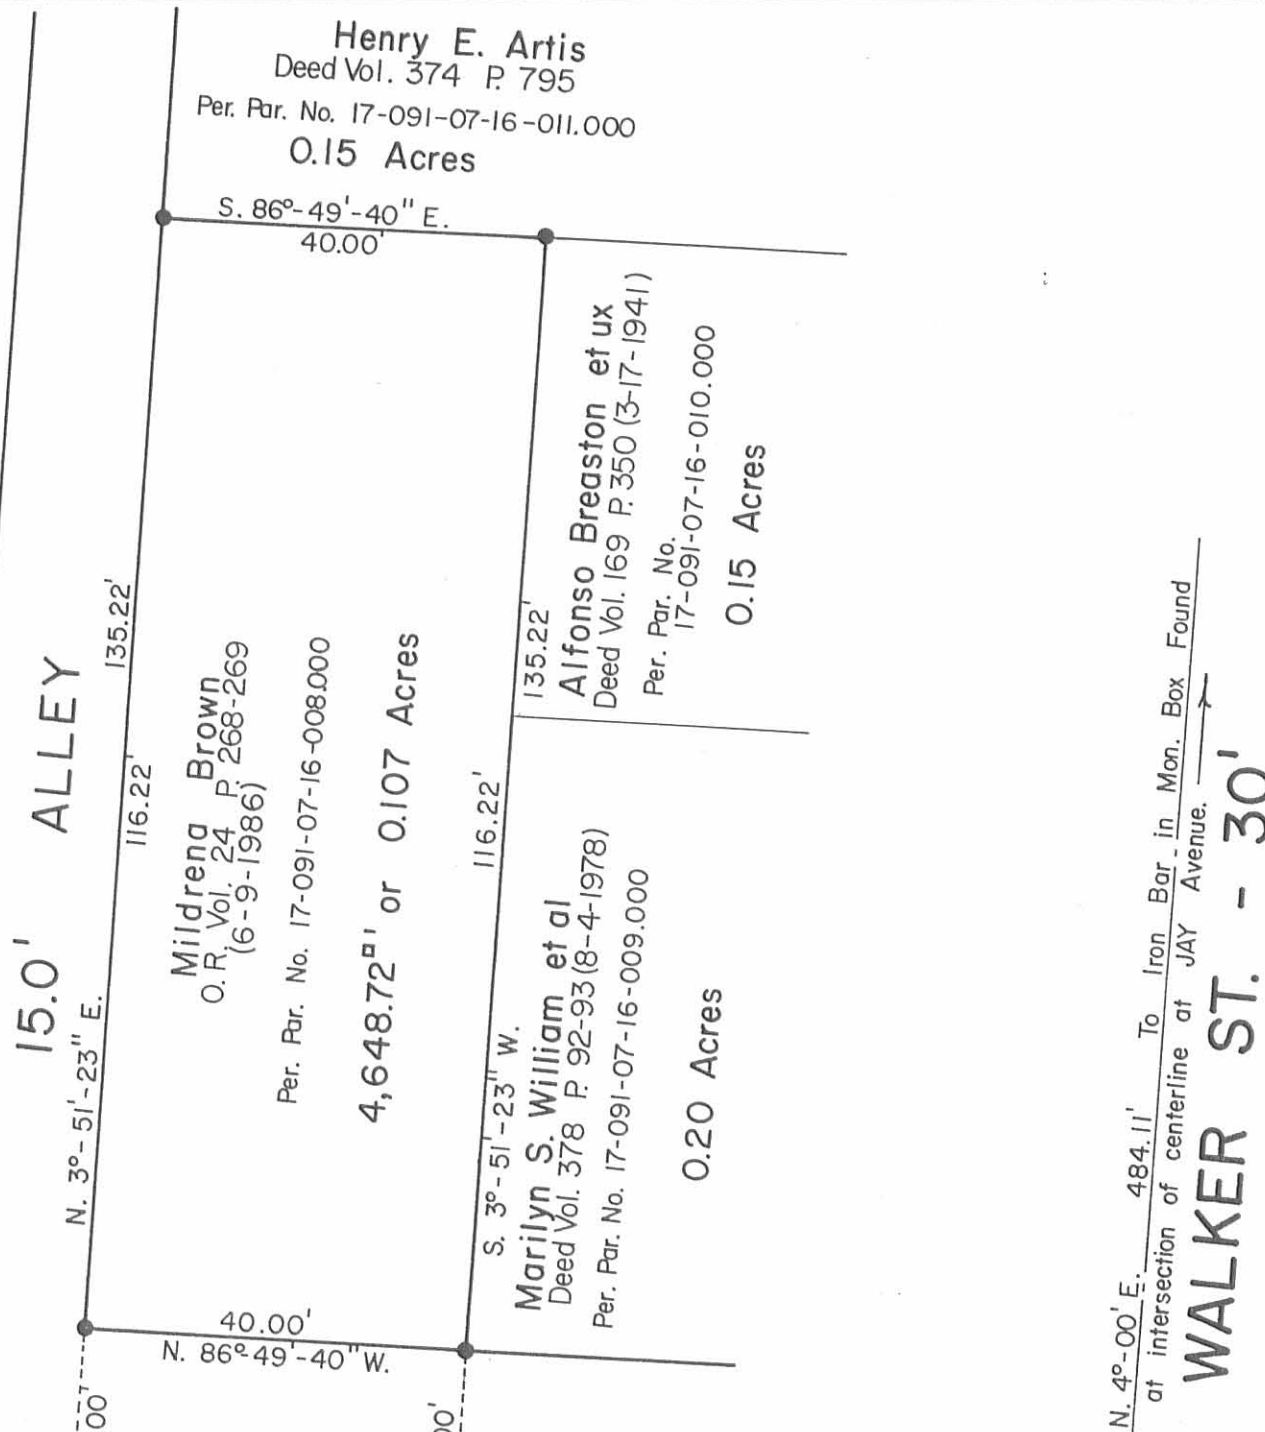 Henry E. Artis
Deed Vol. 374 P. 795
Per. Par. No. 17-091-07-16-011.000
0.15 Acres
S. 86°-49'-40" E.
40.00'
15.0' ALLEY
N. 3°-51'-23" E.
135.22'
116.22'
Mildrena Brown
O.R. Vol. 24 P. 268-269
(6-9-1986)
Per. Par. No. 17-091-07-16-008.000
4,648.72□' or 0.107 Acres
135.22'
116.22'
S. 3°-51'-23" W.
Alfonso Breaston et ux
Deed Vol. 169 P. 350 (3-17-1941)
Per. Par. No.
17-091-07-16-010.000
0.15 Acres
Marilyn S. William et al
Deed Vol. 378 P. 92-93 (8-4-1978)
Per. Par. No. 17-091-07-16-009.000
0.20 Acres
40.00'
N. 86°-49'-40" W.
00'
00'
N. 4°-00' E. 484.11' To Iron Bar in Mon. Box Found
at intersection of centerline at JAY Avenue.
WALKER ST. - 30'